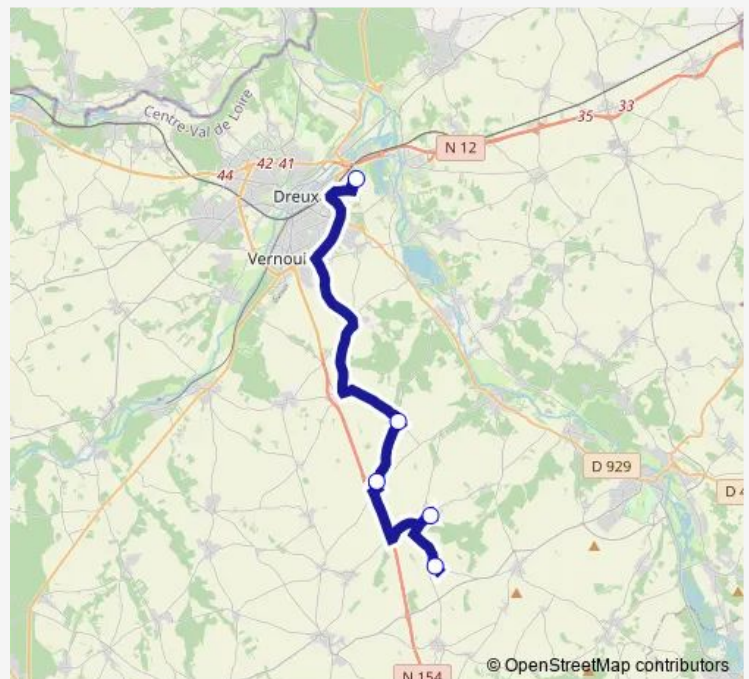 Centre-Val de Loire
42-41
44
N 12
35
33
Dreux
Vernoui
D 929
D 4
N 154
© OpenStreetMap contributors